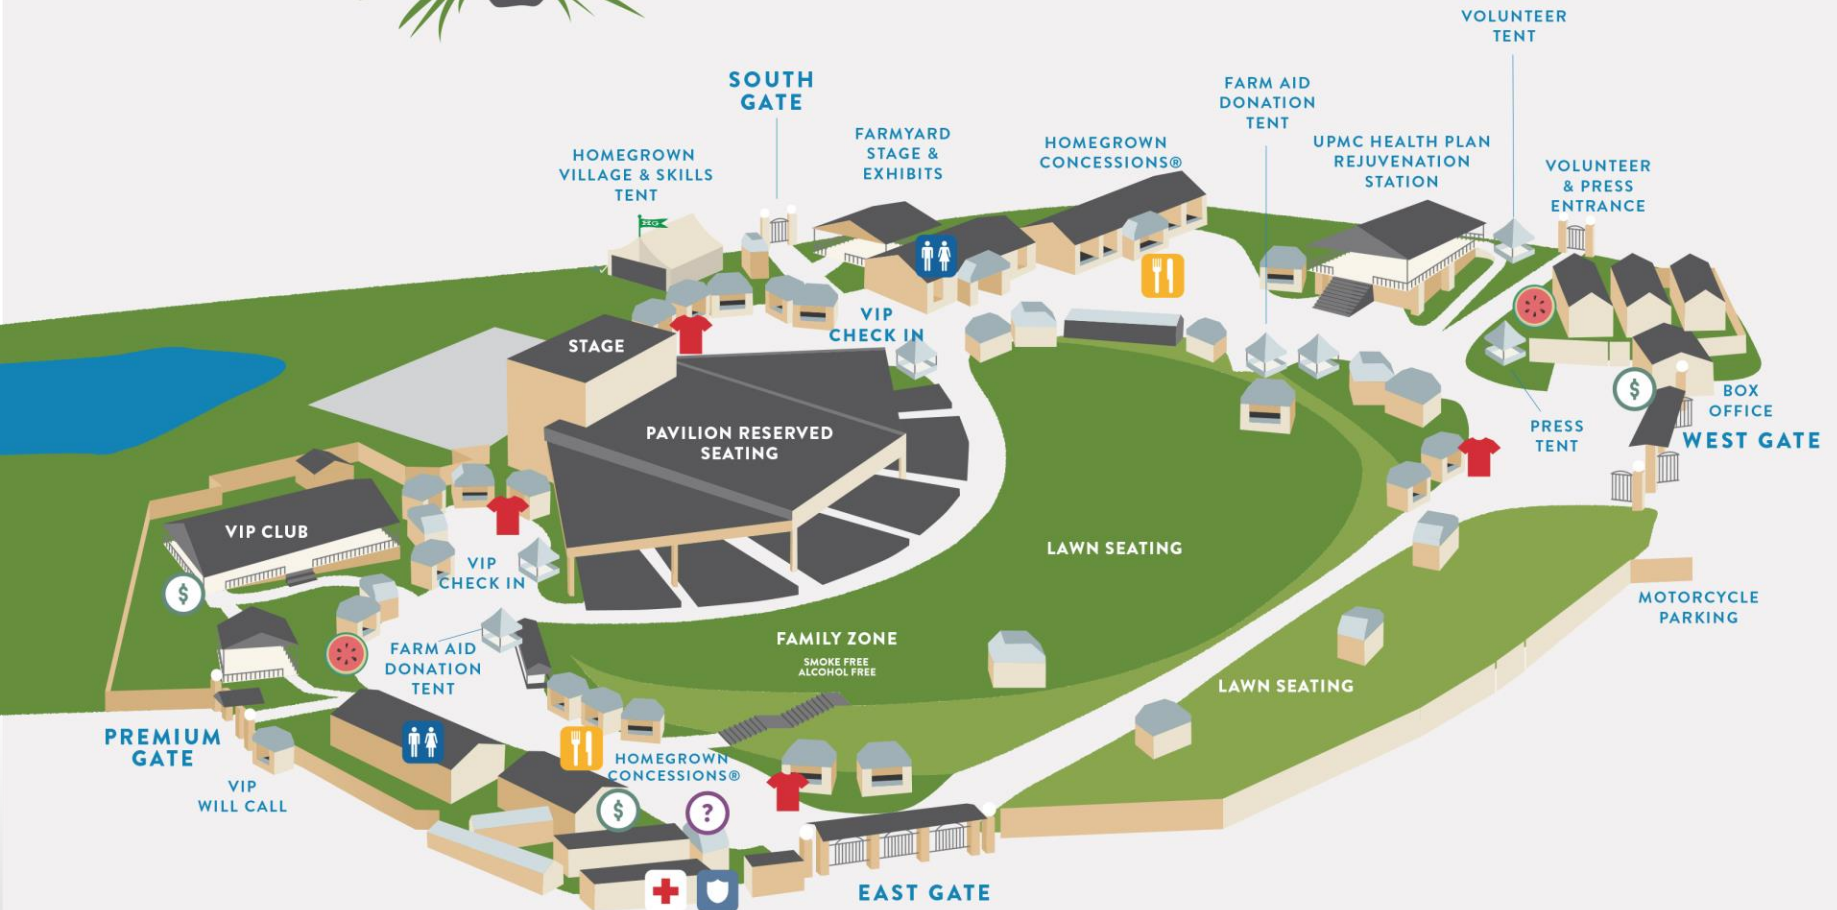 VOLUNTEER
TENT
SOUTH
GATE
FARM AID
DONATION
TENT
FARMYARD
STAGE &
EXHIBITS
HOMEGROWN
CONCESSIONS®
UPMC HEALTH PLAN
REJUVENATION
STATION
HOMEGROWN
VILLAGE & SKILLS
TENT
VOLUNTEER
& PRESS
ENTRANCE
HG
VIP
CHECK IN
STAGE
$
BOX
OFFICE
PAVILION RESERVED
SEATING
PRESS
TENT
WEST GATE
VIP CLUB
LAWN SEATING
VIP
CHECK IN
$
MOTORCYCLE
PARKING
FARM AID
DONATION
TENT
FAMILY ZONE
SMOKE FREE
ALCOHOL FREE
LAWN SEATING
PREMIUM
GATE
HOMEGROWN
CONCESSIONS®
VIP
WILL CALL
$
?
EAST GATE